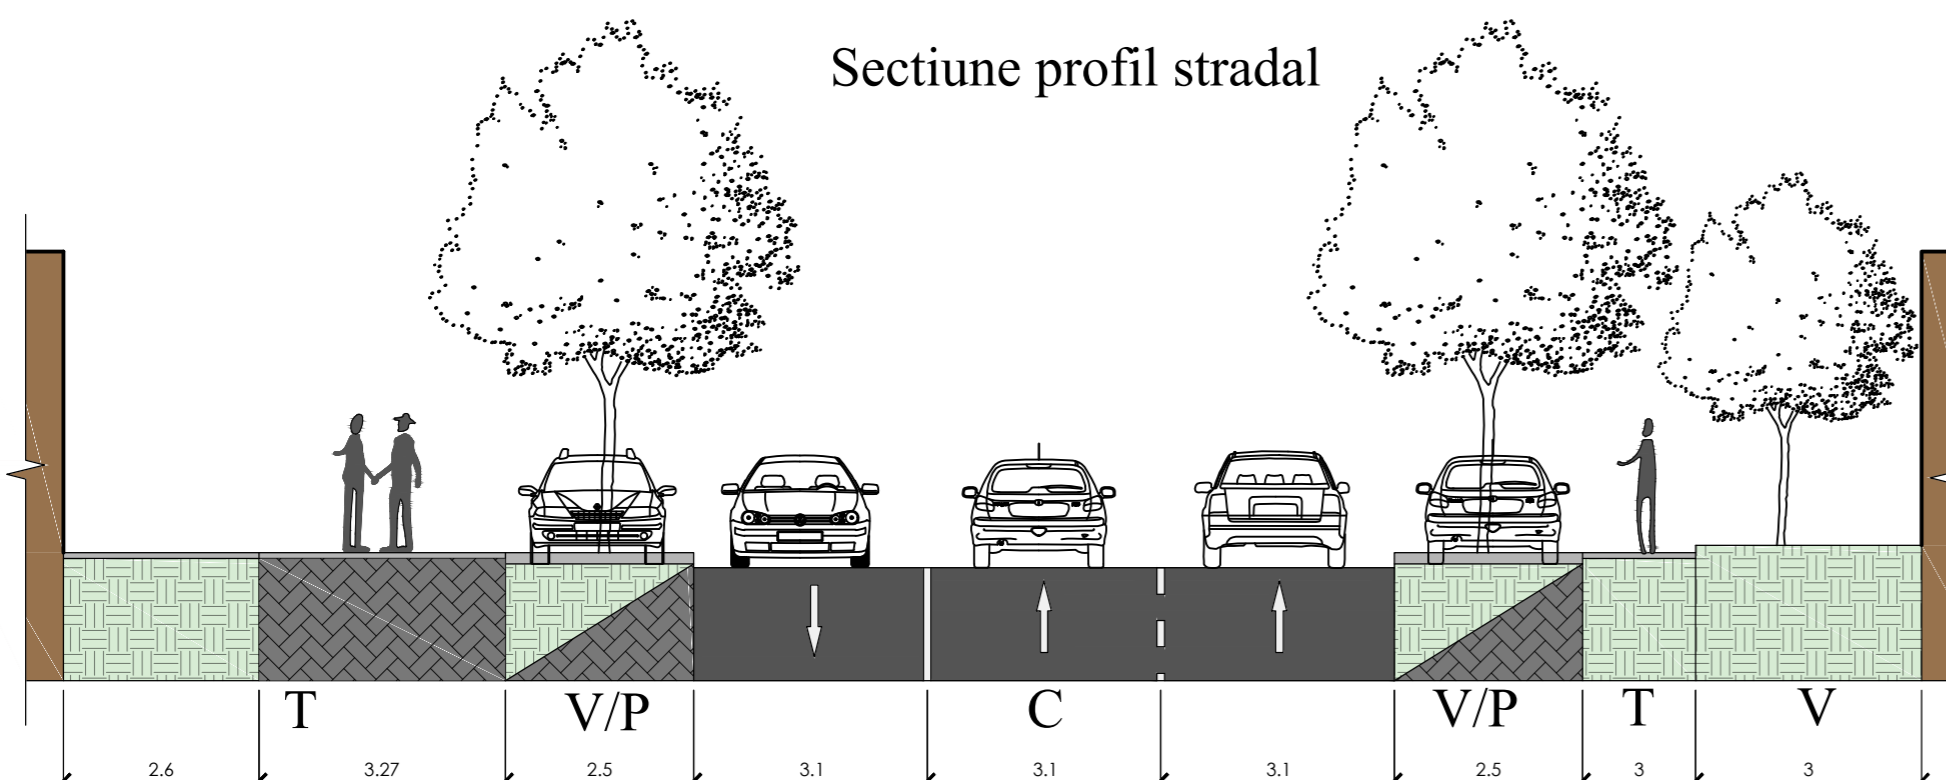 Sectiune profil stradal
T V/P C V/P T V
2.6 3.27 2.5 3.1 3.1 3.1 2.5 3 3